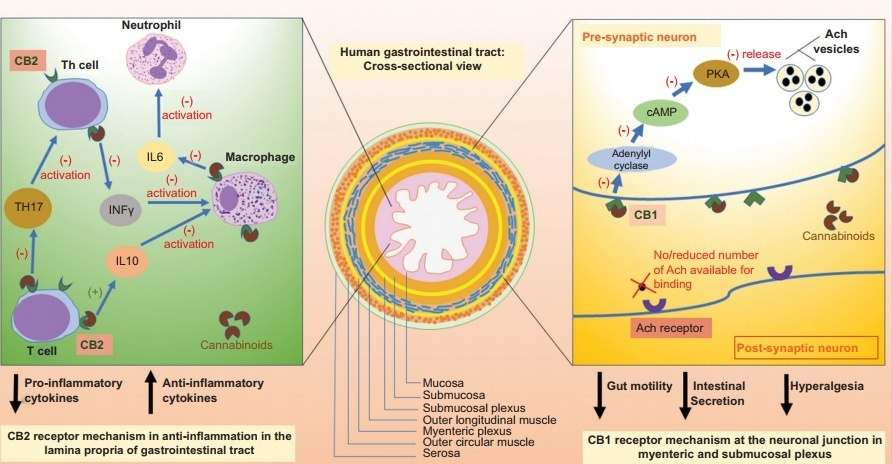 Neutrophil
CB2
Th cell
(-)
activation
IL6
(-)
(-)
activation
(-)
Macrophage
(-)
activation
TH17
INFγ
(-)
activation
(-)
IL10
(+)
T cell
CB2
Cannabinoids
Pro-inflammatory
cytokines
Anti-inflammatory
cytokines
CB2 receptor mechanism in anti-inflammation in the
lamina propria of gastrointestinal tract
Human gastrointestinal tract:
Cross-sectional view
Mucosa
Submucosa
Submucosal plexus
Outer longitudinal muscle
Myenteric plexus
Outer circular muscle
Serosa
Pre-synaptic neuron
(-) release
Ach
vesicles
PKA
(-)
cAMP
(-)
Adenylyl
cyclase
(-)
CB1
Cannabinoids
No/reduced number
of Ach available for
binding
Ach receptor
Post-synaptic neuron
Gut motility
Intestinal
Secretion
Hyperalgesia
CB1 receptor mechanism at the neuronal junction in
myenteric and submucosal plexus